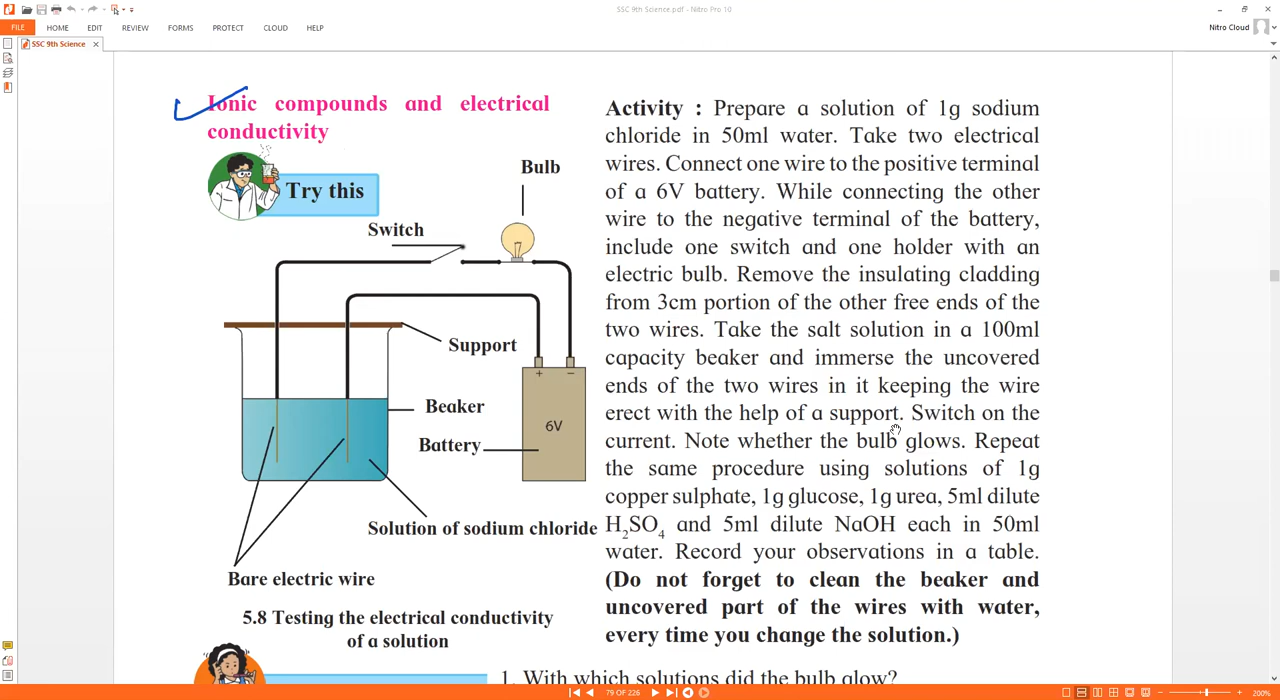 SSC 9th Science.pdf - Nitro Pro 10
FILE HOME EDIT REVIEW FORMS PROTECT CLOUD HELP
Nitro Cloud
SSC 9th Science
Ionic compounds and electrical
conductivity
Try this
Bulb
Switch
Support
Beaker
Battery
+ −
6V
Solution of sodium chloride
Bare electric wire
5.8 Testing the electrical conductivity
of a solution
Activity : Prepare a solution of 1g sodium
chloride in 50ml water. Take two electrical
wires. Connect one wire to the positive terminal
of a 6V battery. While connecting the other
wire to the negative terminal of the battery,
include one switch and one holder with an
electric bulb. Remove the insulating cladding
from 3cm portion of the other free ends of the
two wires. Take the salt solution in a 100ml
capacity beaker and immerse the uncovered
ends of the two wires in it keeping the wire
erect with the help of a support. Switch on the
current. Note whether the bulb glows. Repeat
the same procedure using solutions of 1g
copper sulphate, 1g glucose, 1g urea, 5ml dilute
H₂SO₄ and 5ml dilute NaOH each in 50ml
water. Record your observations in a table.
(Do not forget to clean the beaker and
uncovered part of the wires with water,
every time you change the solution.)
1. With which solutions did the bulb glow?
79 OF 226
200%